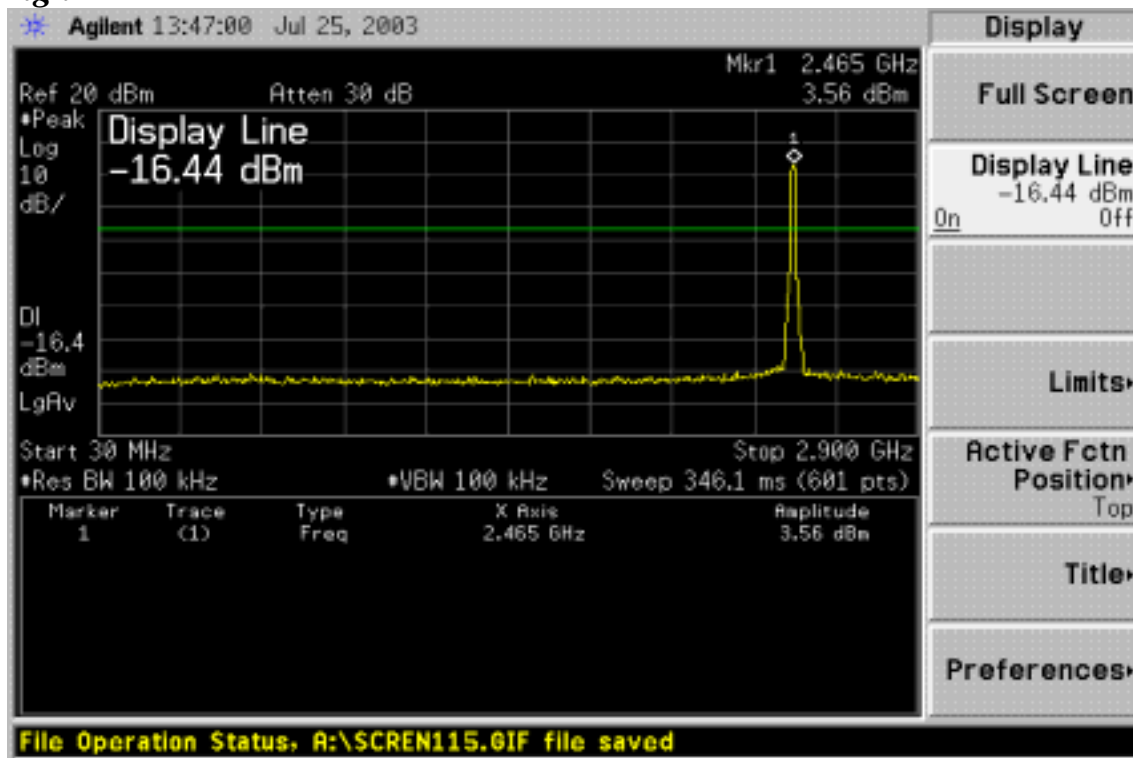 Agilent 13:47:00 Jul 25, 2003
Display
Mkr1 2.465 GHz
Ref 20 dBm Atten 30 dB 3.56 dBm
Peak
Log
10
dB/
Display Line
-16.44 dBm
1
DI
-16.4
dBm
LgAv
Start 30 MHz Stop 2.900 GHz
Res BW 100 kHz VBW 100 kHz Sweep 346.1 ms (601 pts)
Marker Trace Type X Axis Amplitude
1 (1) Freq 2.465 GHz 3.56 dBm
Full Screen
Display Line
-16.44 dBm
On Off
Limits
Active Fctn
Position
Top
Title
Preferences
File Operation Status, A:\SCREN115.GIF file saved